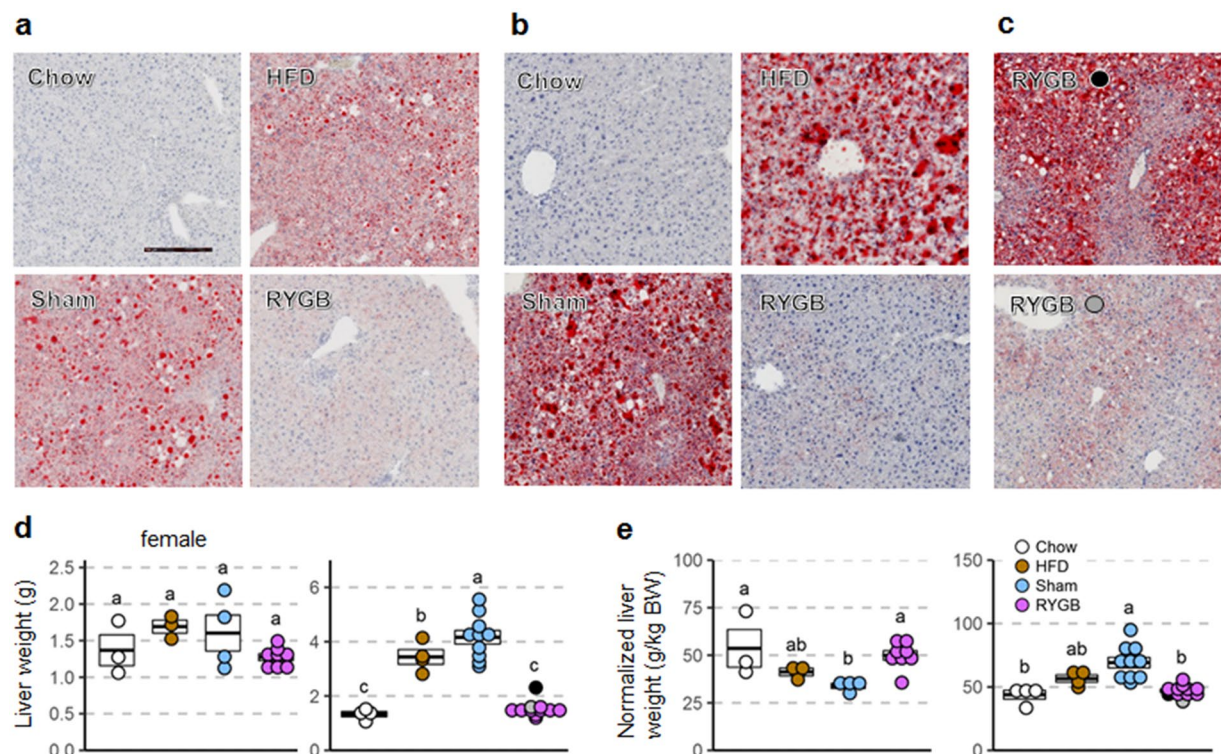 a
b
c
Chow
HFD
Chow
HFD
RYGB
Sham
RYGB
Sham
RYGB
RYGB
d
e
female
Liver weight (g)
2.5
2.0
1.5
1.0
0.5
0.0
a
a
a
a
6
4
2
0
c
b
a
c
Normalized liver
weight (g/kg BW)
100
75
50
25
0
a
ab
b
a
150
100
50
0
b
ab
a
b
Chow
HFD
Sham
RYGB